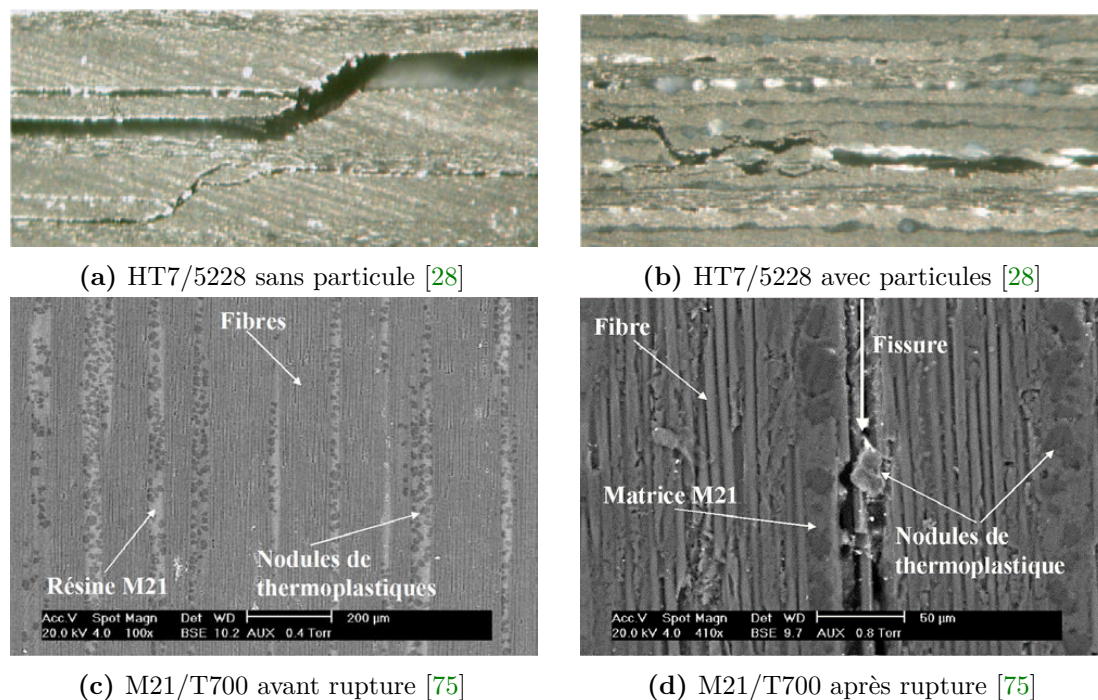 (a) HT7/5228 sans particule [28]
(b) HT7/5228 avec particules [28]
Fibres
Résine M21
Nodules de
thermoplastiques
Acc.V Spot Magn Det WD 200 µm
20.0 kV 4.0 100x BSE 10.2 AUX 0.4 Torr
Fibre
Fissure
Matrice M21
Nodules de
thermoplastique
Acc.V Spot Magn Det WD 50 µm
20.0 kV 4.0 410x BSE 9.7 AUX 0.8 Torr
(c) M21/T700 avant rupture [75]
(d) M21/T700 après rupture [75]